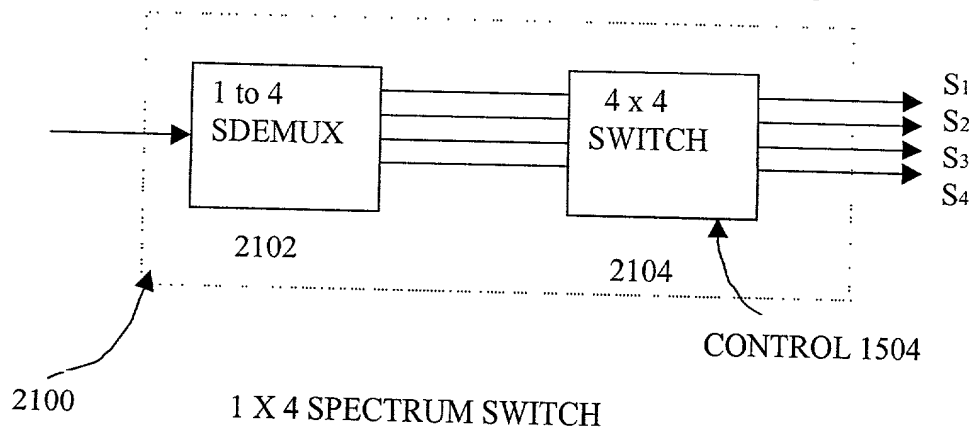 1 to 4
SDEMUX
4 x 4
SWITCH
S1
S2
S3
S4
2102
2104
CONTROL 1504
2100
1 X 4 SPECTRUM SWITCH